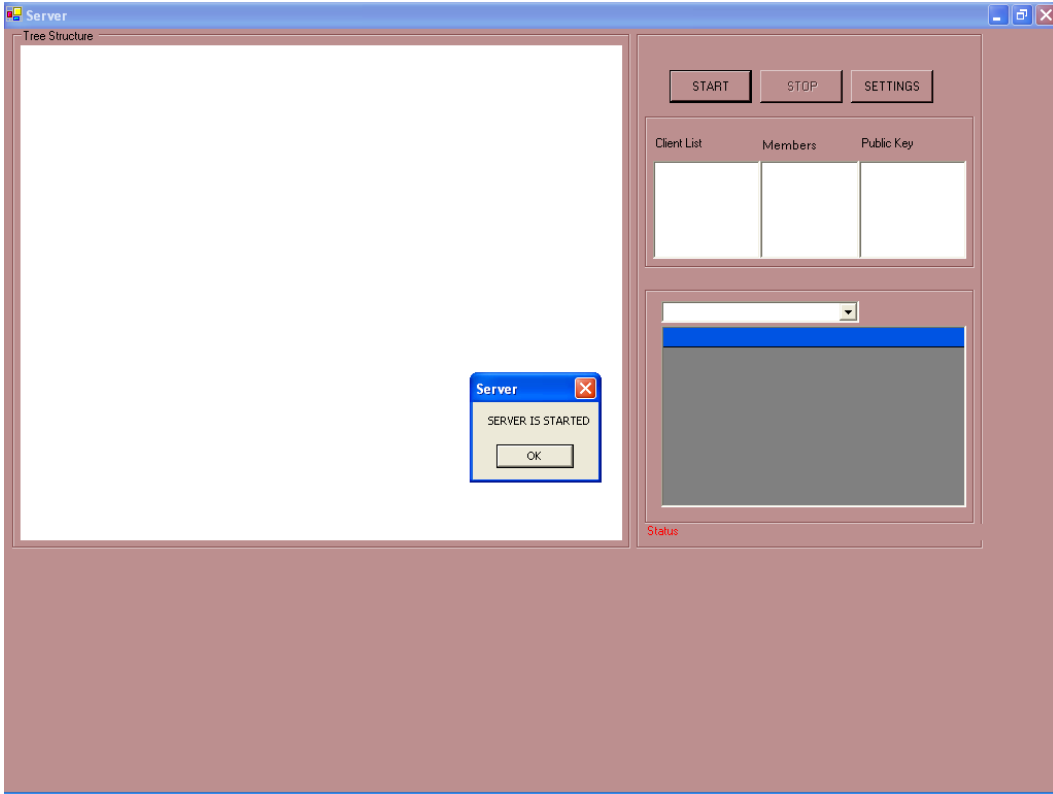 Server
Tree Structure
START STOP SETTINGS
Client List Members Public Key
Server
SERVER IS STARTED
OK
Status